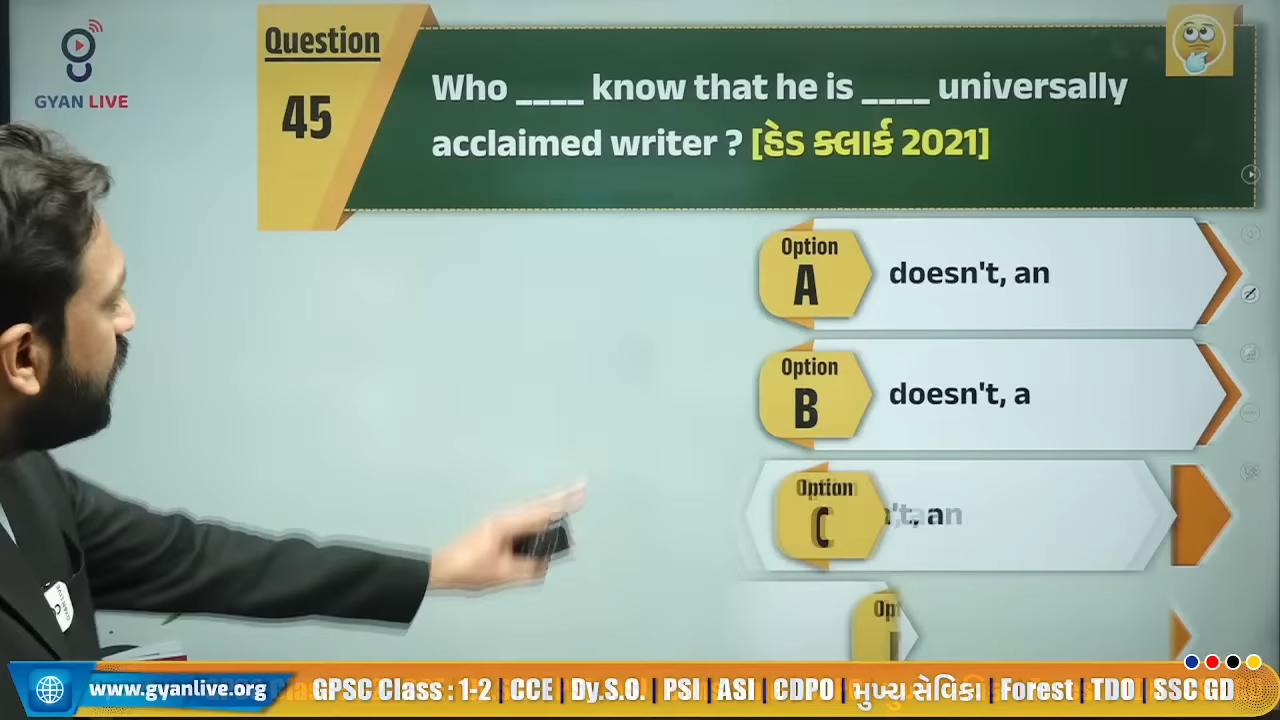 GYAN LIVE
Question
45
Who ____ know that he is ____ universally
acclaimed writer ? [હેડ ક્લાર્ક 2021]
Option
A
doesn't, an
Option
B
doesn't, a
Option
C
't, an
www.gyanlive.org
GPSC Class : 1-2 | CCE | Dy.S.O. | PSI | ASI | CDPO | મુખ્ય સેવિકા | Forest | TDO | SSC GD